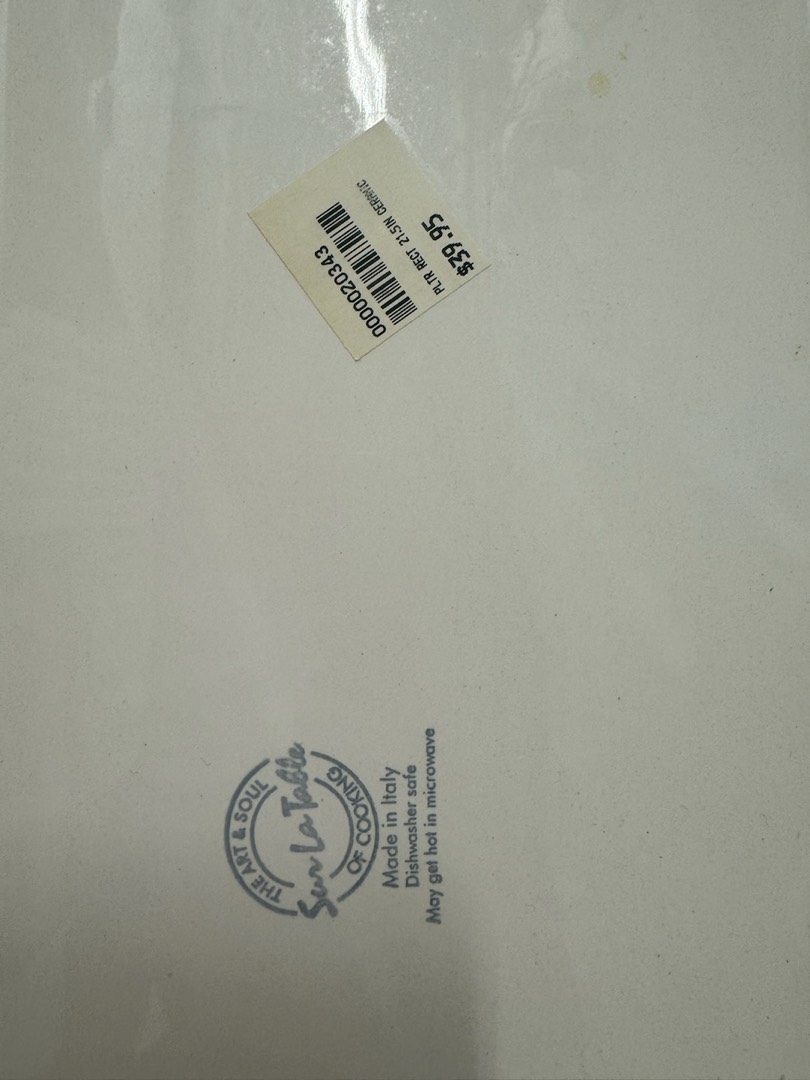 0000020343
PLTR RECT 21.5IN CERAMIC
$39.95
THE ART & SOUL
Sur La Table
OF COOKING
Made in Italy
Dishwasher safe
May get hot in microwave